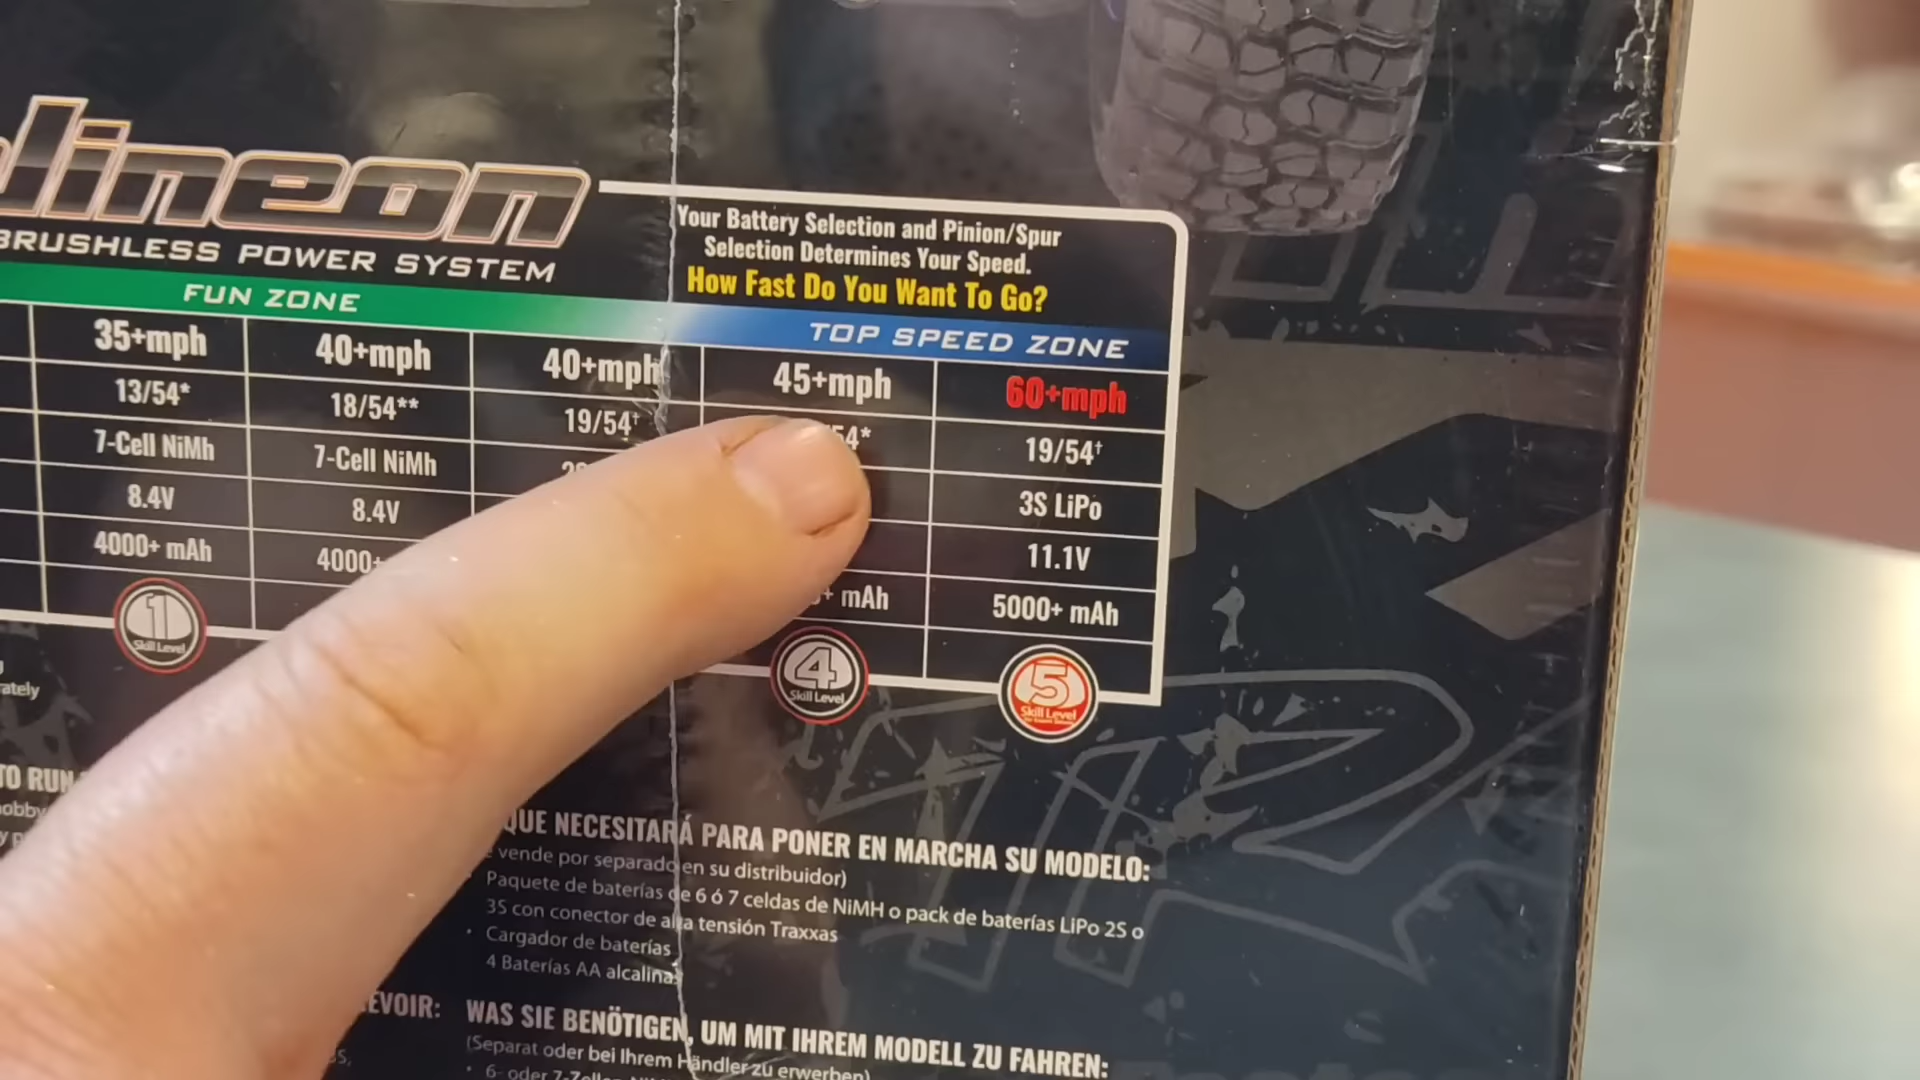 lineon
BRUSHLESS POWER SYSTEM
Your Battery Selection and Pinion/Spur
Selection Determines Your Speed.
How Fast Do You Want To Go?
FUN ZONE
TOP SPEED ZONE
35+mph 40+mph 40+mph 45+mph 60+mph
13/54* 18/54** 19/54† 54* 19/54†
7-Cell NiMh 7-Cell NiMh 3S LiPo
8.4V 8.4V 11.1V
4000+ mAh 4000+ + mAh 5000+ mAh
1 Skill Level
4 Skill Level
5 Skill Level
ately
TO RUN
QUE NECESITARÁ PARA PONER EN MARCHA SU MODELO:
vende por separado en su distribuidor)
Paquete de baterías de 6 ó 7 celdas de NiMH o pack de baterías LiPo 2S o
3S con conector de alta tensión Traxxas
• Cargador de baterías
4 Baterías AA alcalinas
EVOIR:
WAS SIE BENÖTIGEN, UM MIT IHREM MODELL ZU FAHREN:
(Separat oder bei Ihrem Händler zu erwerben)
• 6- oder 7-Zellen